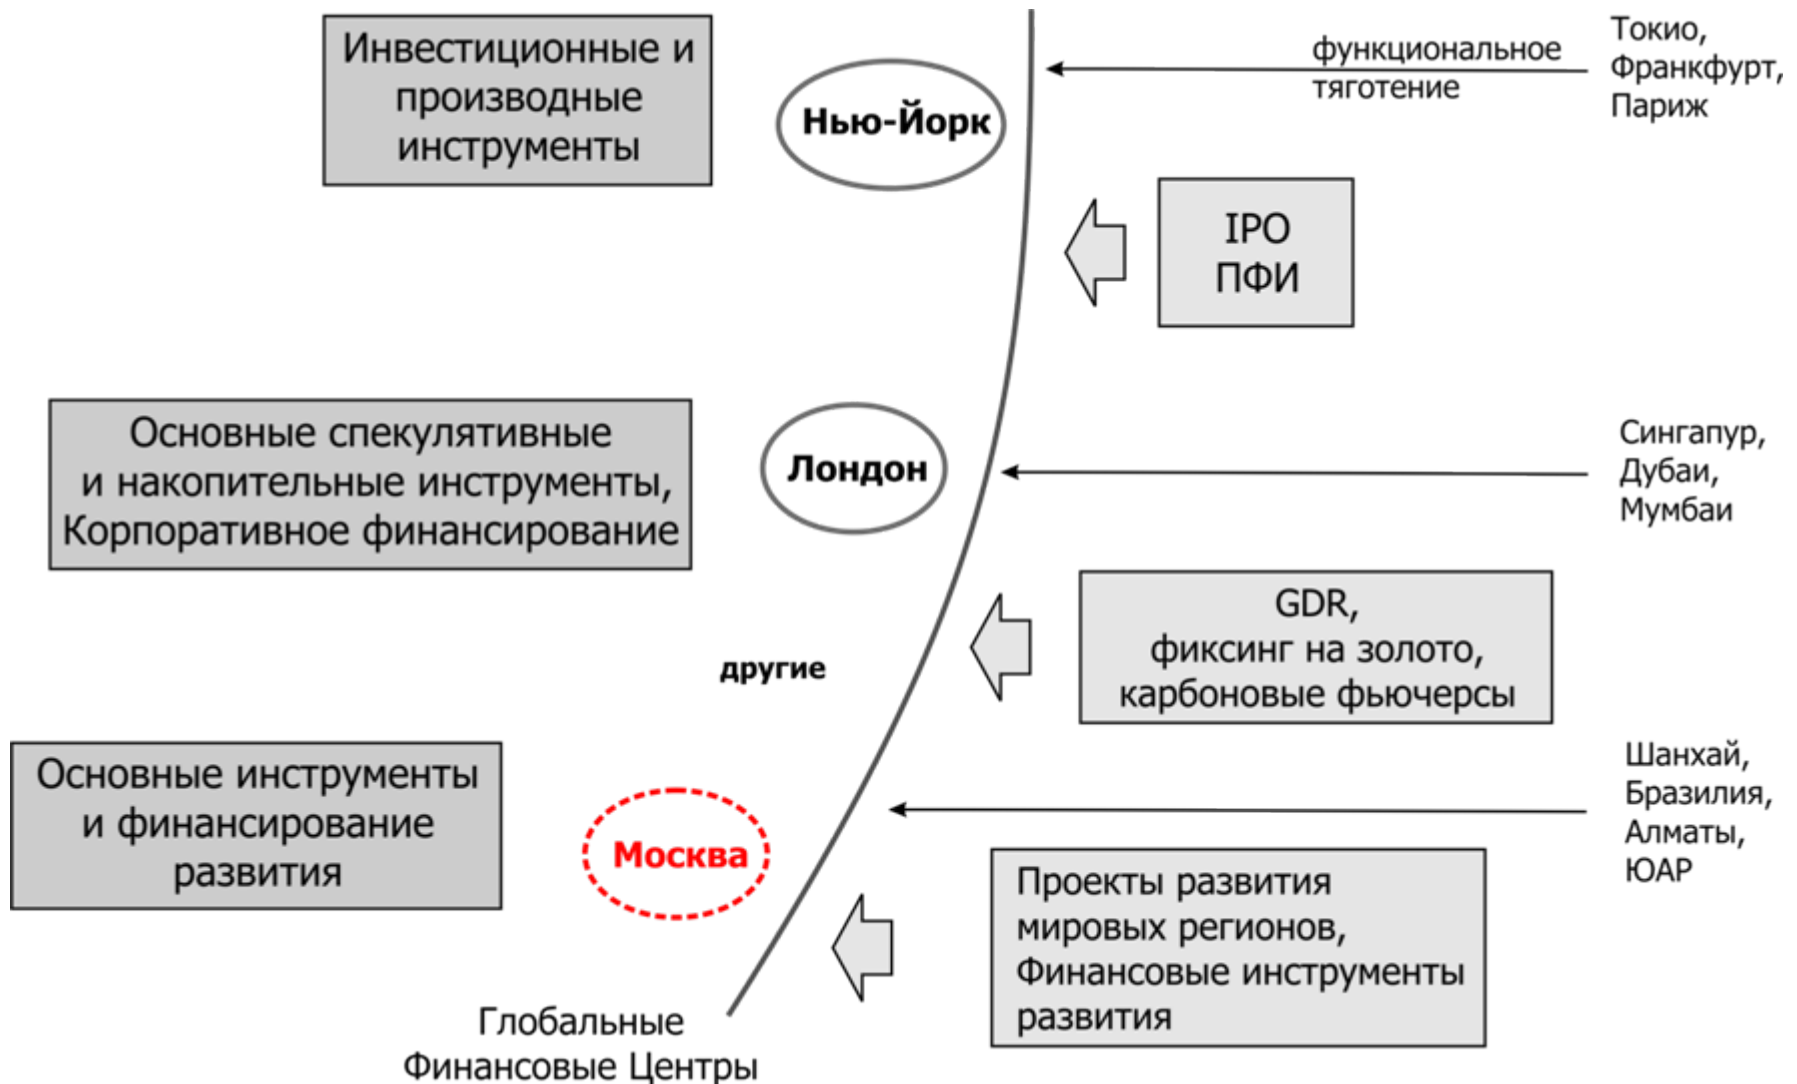 Инвестиционные и
производные
инструменты
Нью-Йорк
функциональное
тяготение
Токио,
Франкфурт,
Париж
IPO
ПФИ
Основные спекулятивные
и накопительные инструменты,
Корпоративное финансирование
Лондон
Сингапур,
Дубаи,
Мумбаи
GDR,
фиксинг на золото,
карбоновые фьючерсы
другие
Основные инструменты
и финансирование
развития
Москва
Шанхай,
Бразилия,
Алматы,
ЮАР
Проекты развития
мировых регионов,
Финансовые инструменты
развития
Глобальные
Финансовые Центры